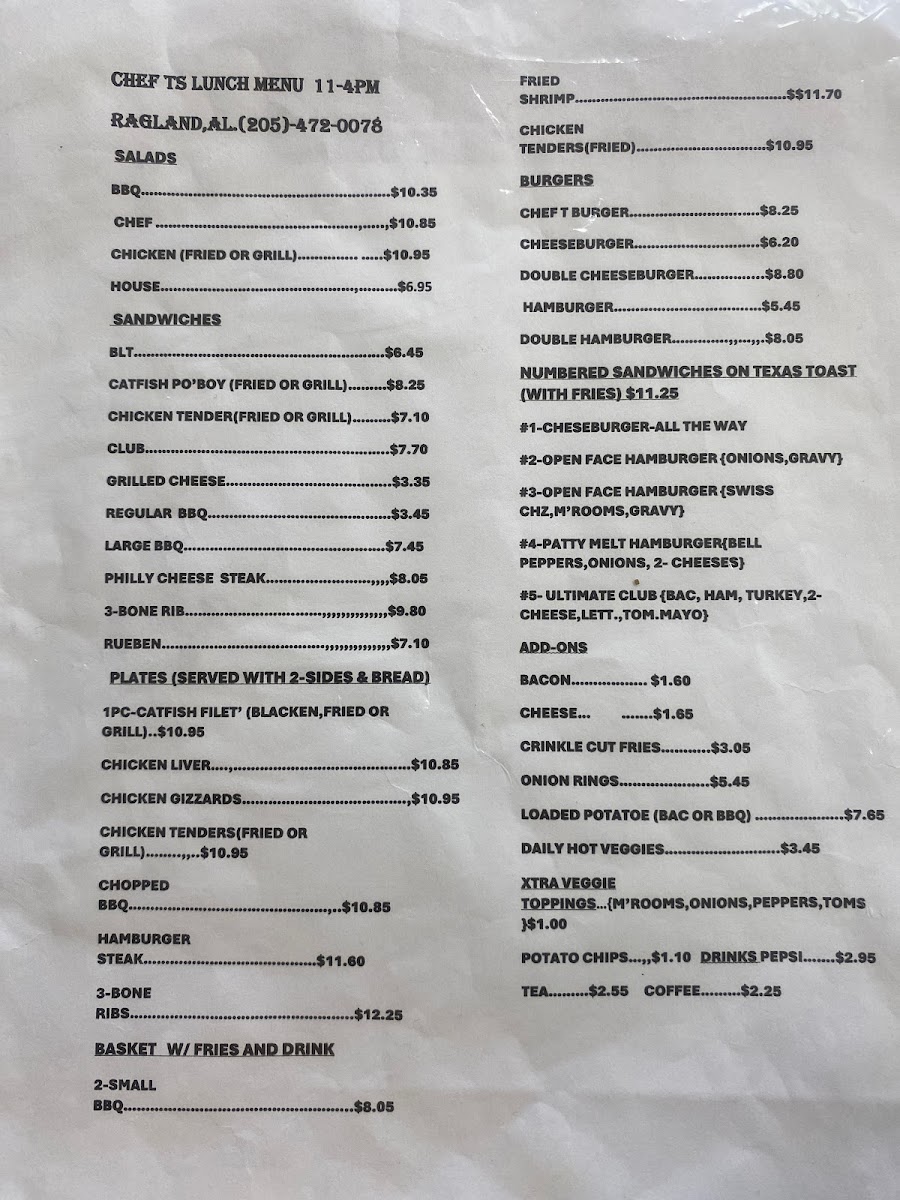 CHEF TS LUNCH MENU 11-4PM
RAGLAND,AL.(205)-472-0078
SALADS
BBQ.......................................................$10.35
CHEF .............................................,.....,$10.85
CHICKEN (FRIED OR GRILL).............. .....$10.95
HOUSE...........................................,.........$6.95
SANDWICHES
BLT........................................................$6.45
CATFISH PO'BOY (FRIED OR GRILL).........$8.25
CHICKEN TENDER(FRIED OR GRILL).........$7.10
CLUB......................................................$7.70
GRILLED CHEESE.....................................$3.35
REGULAR BBQ.........................................$3.45
LARGE BBQ.............................................$7.45
PHILLY CHEESE STEAK.......................,,,,$8.05
3-BONE RIB..............................,,,,,,,,,,,,,,,$9.80
RUEBEN....................................,,,,,,,,,,,,,,,$7.10
PLATES (SERVED WITH 2-SIDES & BREAD)
1PC-CATFISH FILET' (BLACKEN,FRIED OR
GRILL)..$10.95
CHICKEN LIVER....,........................................$10.85
CHICKEN GIZZARDS.....................................,$10.95
CHICKEN TENDERS(FRIED OR
GRILL)........,,..$10.95
CHOPPED
BBQ.............................................,..$10.85
HAMBURGER
STEAK.......................................$11.60
3-BONE
RIBS..................................................$12.25
BASKET W/ FRIES AND DRINK
2-SMALL
BBQ....................................................$8.05
FRIED
SHRIMP...............................................$$11.70
CHICKEN
TENDERS(FRIED).............................$10.95
BURGERS
CHEF T BURGER.............................$8.25
CHEESEBURGER............................$6.20
DOUBLE CHEESEBURGER................$8.80
HAMBURGER.................................$5.45
DOUBLE HAMBURGER.............,,...,,.$8.05
NUMBERED SANDWICHES ON TEXAS TOAST
(WITH FRIES) $11.25
#1-CHESEBURGER-ALL THE WAY
#2-OPEN FACE HAMBURGER {ONIONS,GRAVY}
#3-OPEN FACE HAMBURGER {SWISS
CHZ,M'ROOMS,GRAVY}
#4-PATTY MELT HAMBURGER{BELL
PEPPERS,ONIONS, 2- CHEESES}
#5- ULTIMATE CLUB {BAC, HAM, TURKEY,2-
CHEESE,LETT.,TOM.MAYO}
ADD-ONS
BACON................. $1.60
CHEESE... .......$1.65
CRINKLE CUT FRIES...........$3.05
ONION RINGS....................$5.45
LOADED POTATOE (BAC OR BBQ) ....................$7.65
DAILY HOT VEGGIES..........................$3.45
XTRA VEGGIE
TOPPINGS...{M'ROOMS,ONIONS,PEPPERS,TOMS
}$1.00
POTATO CHIPS...,,$1.10 DRINKS PEPSI.......$2.95
TEA.........$2.55 COFFEE.........$2.25